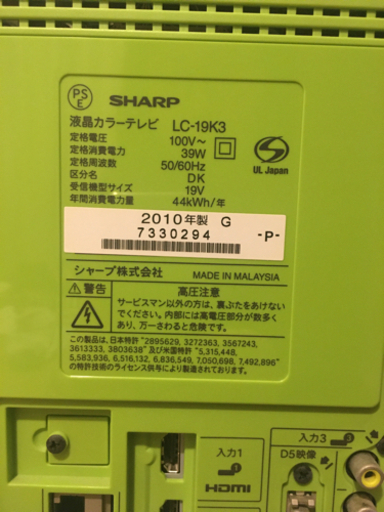 PS
E
SHARP
液晶カラーテレビ LC-19K3
定格電圧 100V~
定格消費電力 39W
定格周波数 50/60Hz
区分名 DK
受信機型サイズ 19V
年間消費電力量 44kWh/年
UL Japan
2010年製 G
7330294 -P-
シャープ株式会社 MADE IN MALAYSIA
警告 高圧注意
サービスマン以外の方は、裏ぶたをあけない
でください。内部には高電圧部分が数多く
あり、万一さわると危険です。
この製品は、日本特許 "2895629, 3272363, 3567243,
3613333, 3803638" 及び米国特許 "5,315,448,
5,583,936, 6,516,132, 6,836,549, 7,050,698, 7,492,896"
の特許のライセンス供与により製造されました。
入力1
HDMI
入力3
D5映像